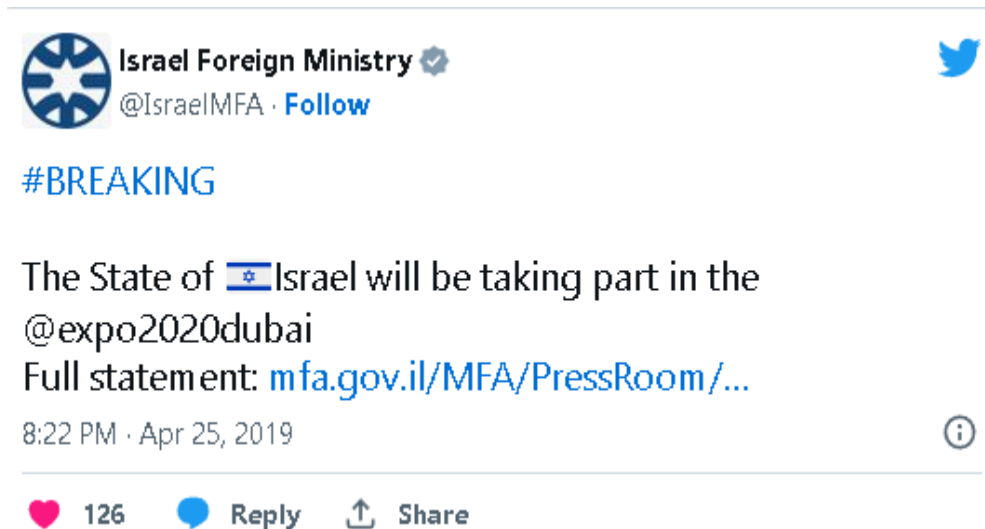 Israel Foreign Ministry
@IsraelMFA · Follow
#BREAKING
The State of 🇮🇱Israel will be taking part in the
@expo2020dubai
Full statement: mfa.gov.il/MFA/PressRoom/...
8:22 PM · Apr 25, 2019
126 Reply Share